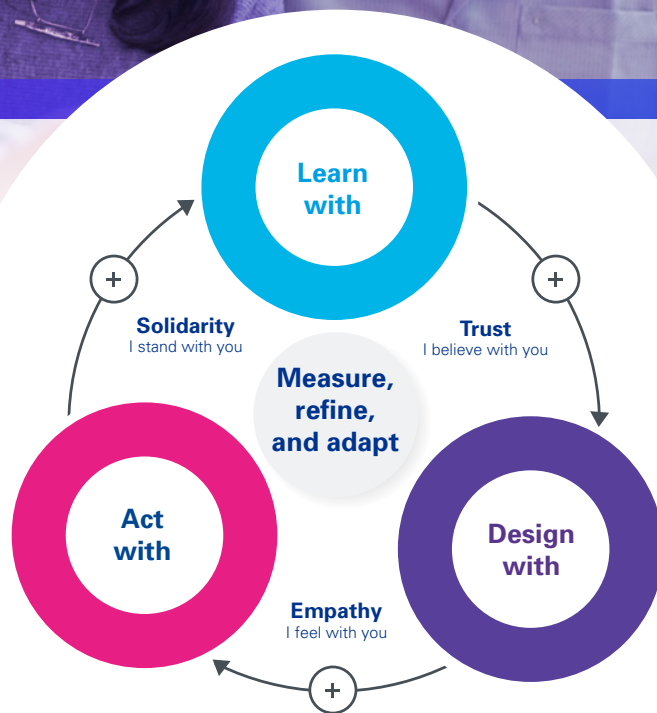 Learn
with
Solidarity
I stand with you
Trust
I believe with you
Measure,
refine,
and adapt
Act
with
Design
with
Empathy
I feel with you